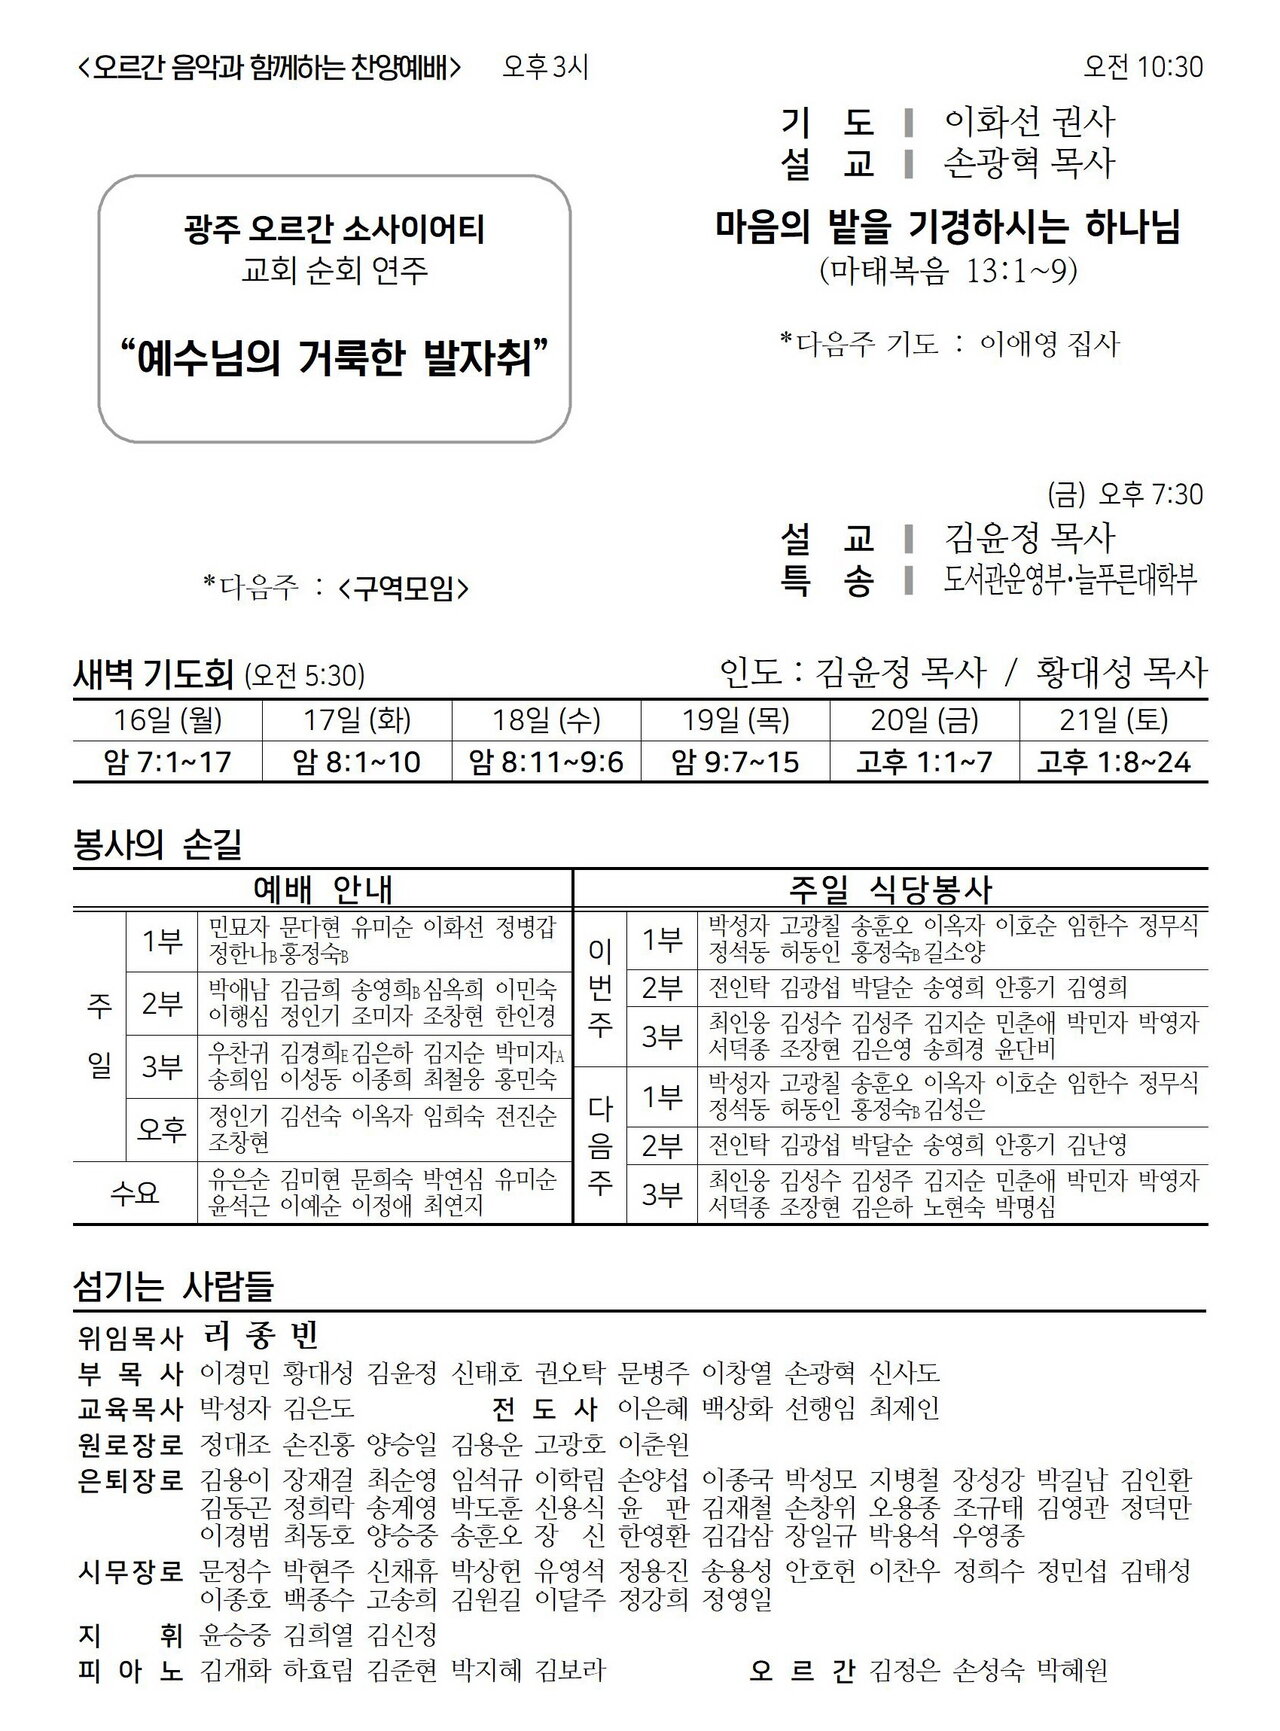 <오르간 음악과 함께하는 찬양예배> 오후 3시
광주 오르간 소사이어티
교회 순회 연주
“예수님의 거룩한 발자취”
*다음주 : <구역모임>
오전 10:30
기 도 이화선 권사
설 교 손광혁 목사
마음의 밭을 기경하시는 하나님
(마태복음 13:1~9)
*다음주 기도 : 이애영 집사
(금) 오후 7:30
설 교 김윤정 목사
특 송 도서관운영부·늘푸른대학부
새벽 기도회 (오전 5:30) 인도 : 김윤정 목사 / 황대성 목사
16일 (월) 17일 (화) 18일 (수) 19일 (목) 20일 (금) 21일 (토)
암 7:1~17 암 8:1~10 암 8:11~9:6 암 9:7~15 고후 1:1~7 고후 1:8~24
봉사의 손길
예배 안내
주일
1부 민묘자 문다현 유미순 이화선 정병갑
정한나B 홍정숙B
2부 박애남 김금희 송영희B 심옥희 이민숙
이행심 정인기 조미자 조창현 한인경
3부 우찬귀 김경희E 김은하 김지순 박미자A
송희임 이성동 이종희 최철웅 홍민숙
오후 정인기 김선숙 이옥자 임희숙 전진순
조창현
수요 유은순 김미현 문희숙 박연심 유미순
윤석근 이예순 이정애 최연지
주일 식당봉사
이번주
1부 박성자 고광칠 송훈오 이옥자 이호순 임한수 정무식
정석동 허동인 홍정숙B 길소양
2부 전인탁 김광섭 박달순 송영희 안흥기 김영희
3부 최인웅 김성수 김성주 김지순 민춘애 박민자 박영자
서덕종 조장현 김은영 송희경 윤단비
다음주
1부 박성자 고광칠 송훈오 이옥자 이호순 임한수 정무식
정석동 허동인 홍정숙B 김성은
2부 전인탁 김광섭 박달순 송영희 안흥기 김난영
3부 최인웅 김성수 김성주 김지순 민춘애 박민자 박영자
서덕종 조장현 김은하 노현숙 박명심
섬기는 사람들
위임목사 리 종 빈
부 목 사 이경민 황대성 김윤정 신태호 권오탁 문병주 이창열 손광혁 신사도
교육목사 박성자 김은도 전 도 사 이은혜 백상화 선행임 최제인
원로장로 정대조 손진홍 양승일 김용운 고광호 이춘원
은퇴장로 김용이 장재걸 최순영 임석규 이학림 손양섭 이종국 박성모 지병철 장성강 박길남 김인환
김동곤 정희락 송계영 박도훈 신용식 윤 판 김재철 손창위 오용종 조규태 김영관 정덕만
이경범 최동호 양승중 송훈오 장 신 한영환 김갑삼 장일규 박용석 우영종
시무장로 문정수 박현주 신채휴 박상헌 유영석 정용진 송용성 안호헌 이찬우 정희수 정민섭 김태성
이종호 백종수 고송희 김원길 이달주 정강희 정영일
지 휘 윤승중 김희열 김신정
피 아 노 김개화 하효림 김준현 박지혜 김보라 오 르 간 김정은 손성숙 박혜원